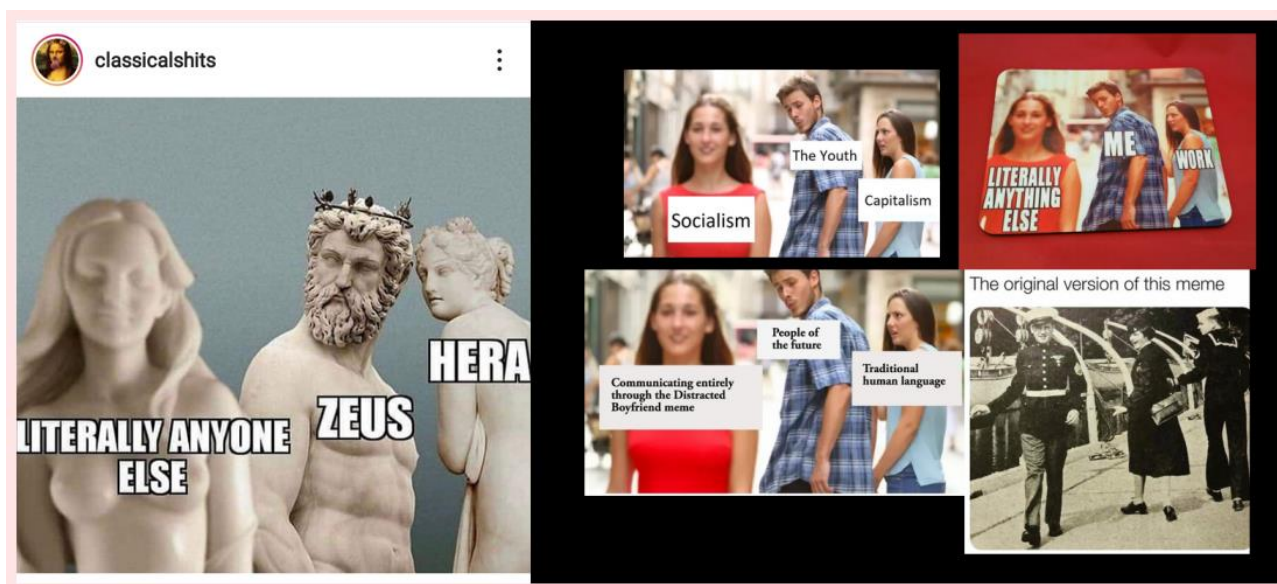 classicalshits
LITERALLY ANYONE
ELSE
ZEUS
HERA
Socialism
The Youth
Capitalism
LITERALLY
ANYTHING
ELSE
ME
WORK
Communicating entirely
through the Distracted
Boyfriend meme
People of
the future
Traditional
human language
The original version of this meme